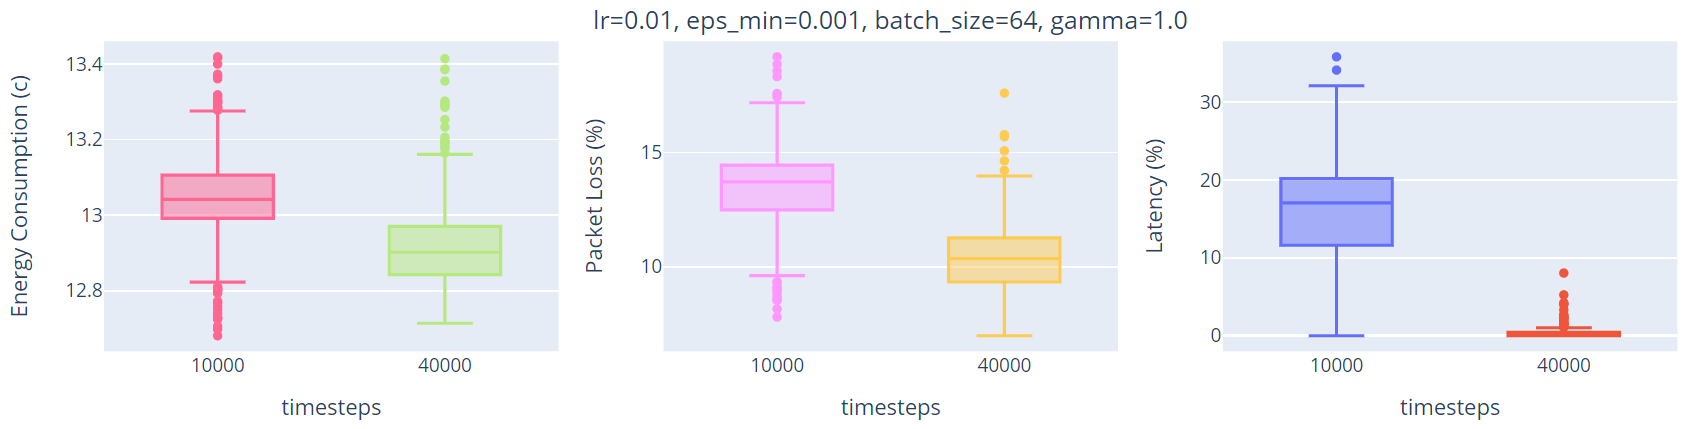 lr=0.01, eps_min=0.001, batch_size=64, gamma=1.0
Energy Consumption (c)
13.4
13.2
13
12.8
10000
40000
timesteps
Packet Loss (%)
15
10
10000
40000
timesteps
Latency (%)
30
20
10
0
10000
40000
timesteps